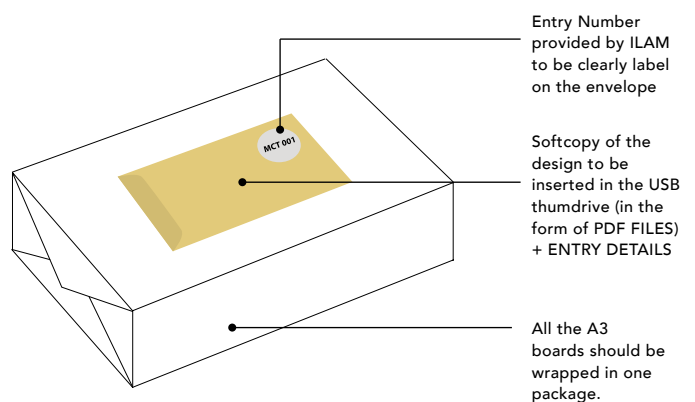 Entry Number
provided by ILAM
to be clearly label
on the envelope
MCT 001
Softcopy of the
design to be
inserted in the USB
thumdrive (in the
form of PDF FILES)
+ ENTRY DETAILS
All the A3
boards should be
wrapped in one
package.